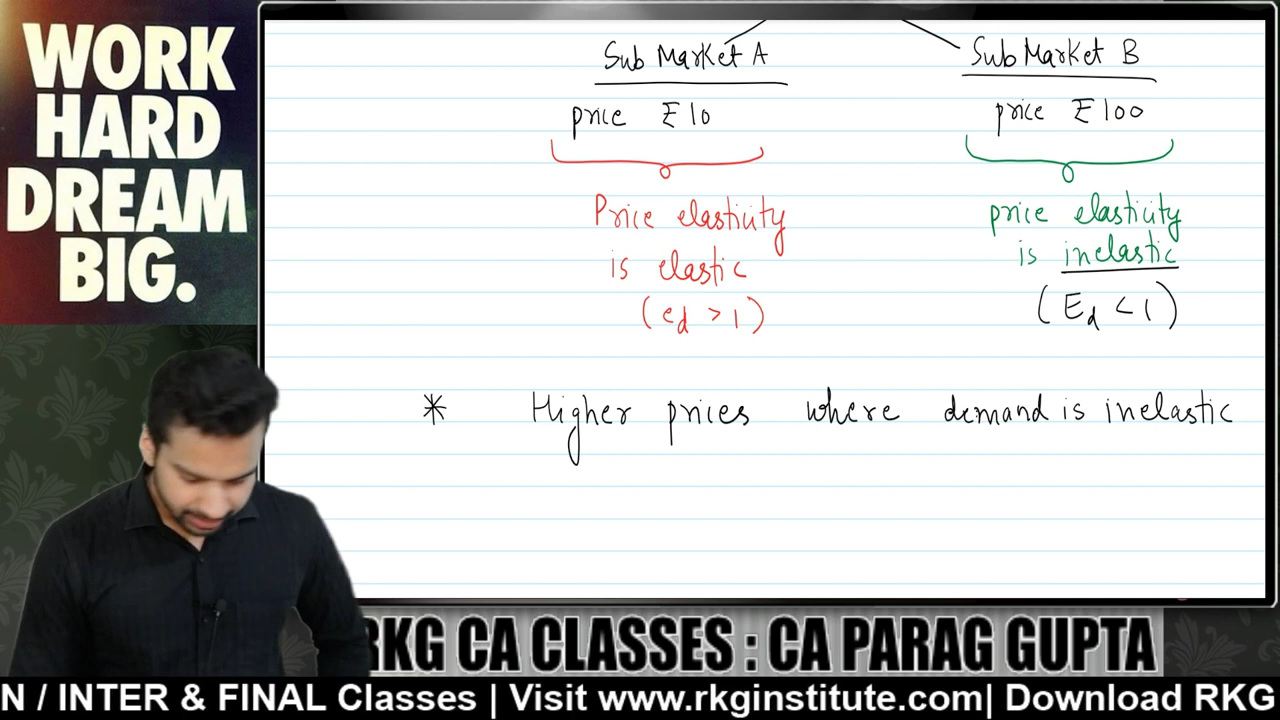 WORK
HARD
DREAM
BIG.
Sub Market A
Sub Market B
price ₹10
price ₹100
Price elasticity
is elastic
(ed > 1)
price elasticity
is inelastic
(Ed < 1)
* Higher prices where demand is inelastic
RKG CA CLASSES : CA PARAG GUPTA
N / INTER & FINAL Classes | Visit www.rkginstitute.com| Download RKG